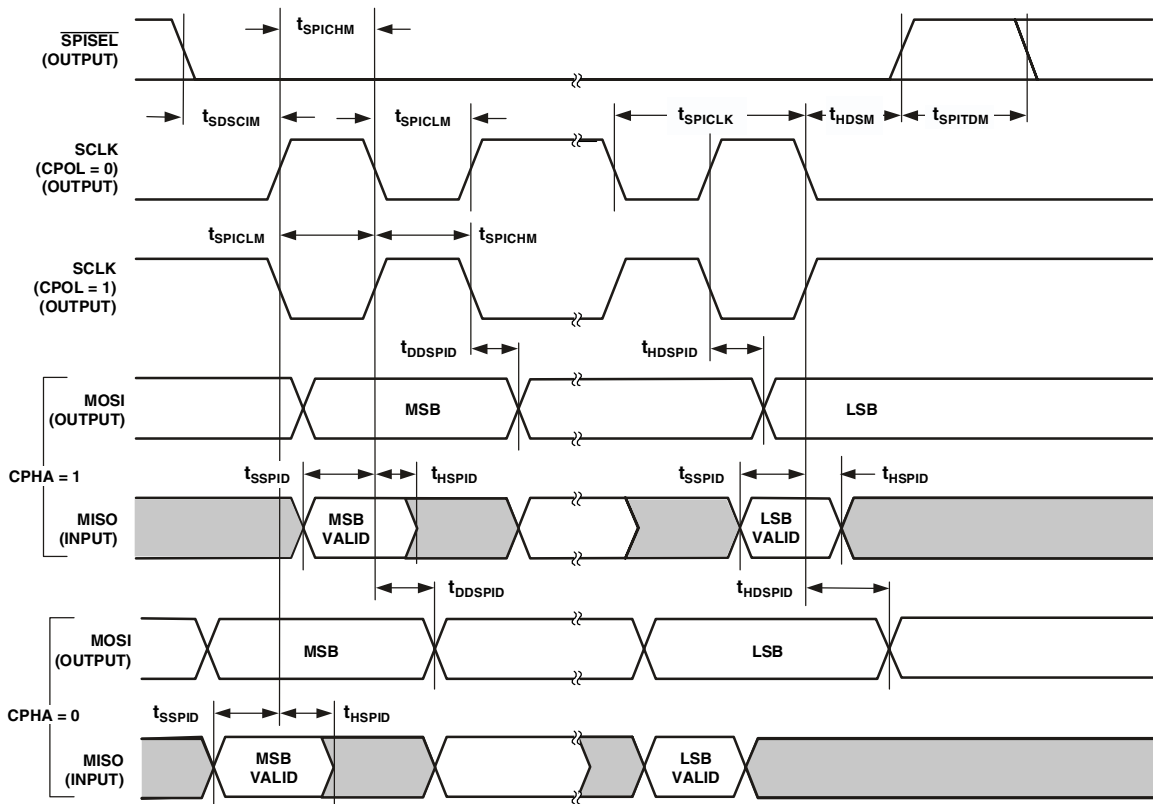 SPISEL
(OUTPUT)
tSPICHM
tSDSCIM
tSPICLM
tSPICLK
tHDSM
tSPITDM
SCLK
(CPOL = 0)
(OUTPUT)
tSPICLM
tSPICHM
SCLK
(CPOL = 1)
(OUTPUT)
tDDSPID
tHDSPID
MOSI
(OUTPUT)
MSB
LSB
CPHA = 1
tSSPID
tHSPID
tSSPID
tHSPID
MISO
(INPUT)
MSB
VALID
LSB
VALID
tDDSPID
tHDSPID
MOSI
(OUTPUT)
MSB
LSB
CPHA = 0
tSSPID
tHSPID
MISO
(INPUT)
MSB
VALID
LSB
VALID